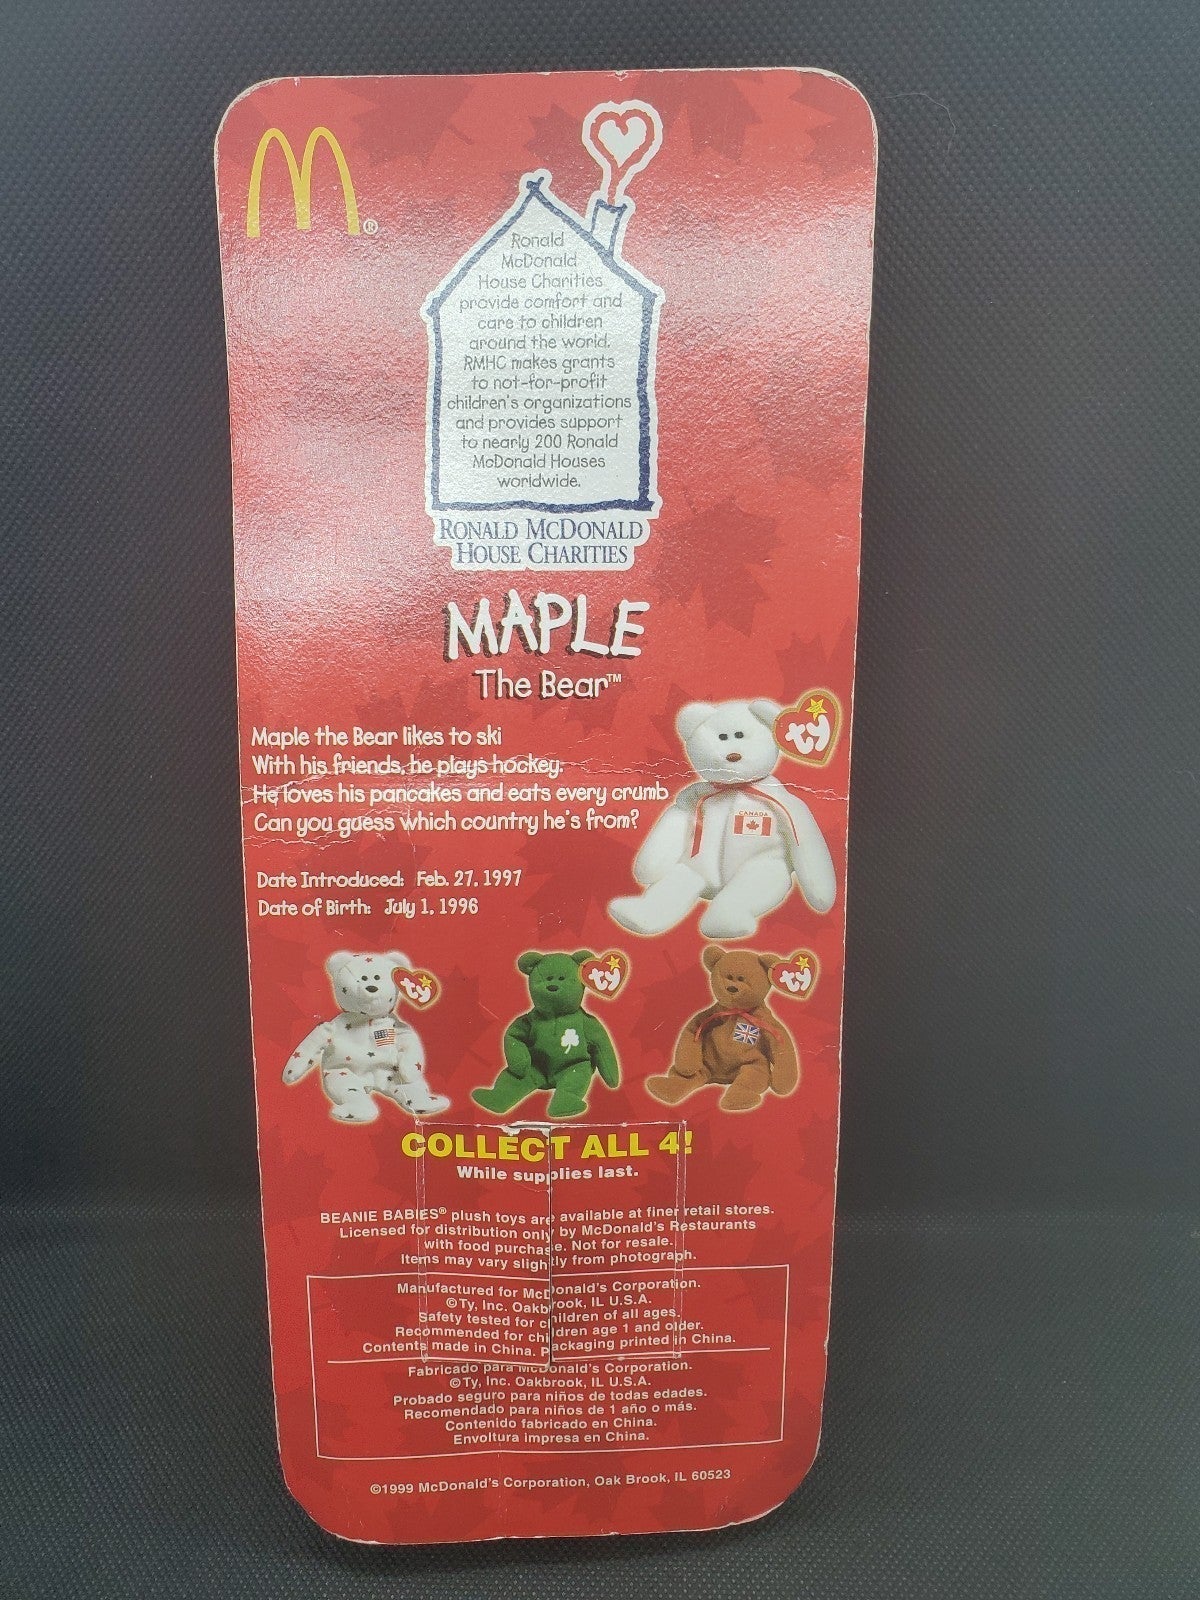 M®
Ronald
McDonald
House Charities
provide comfort and
care to children
around the world.
RMHC makes grants
to not-for-profit
children's organizations
and provides support
to nearly 200 Ronald
McDonald Houses
worldwide.
RONALD MCDONALD
HOUSE CHARITIES
MAPLE
The Bear™
Maple the Bear likes to ski
With his friends, he plays hockey.
He loves his pancakes and eats every crumb
Can you guess which country he's from?
ty
CANADA
Date Introduced: Feb. 27, 1997
Date of Birth: July 1, 1996
ty
ty
ty
COLLECT ALL 4!
While supplies last.
BEANIE BABIES® plush toys are available at finer retail stores.
Licensed for distribution only by McDonald's Restaurants
with food purchase. Not for resale.
Items may vary slightly from photograph.
Manufactured for McDonald's Corporation.
©Ty, Inc. Oakbrook, IL U.S.A.
Safety tested for children of all ages.
Recommended for children age 1 and older.
Contents made in China. Packaging printed in China.
Fabricado para McDonald's Corporation.
©Ty, Inc. Oakbrook, IL U.S.A.
Probado seguro para niños de todas edades.
Recomendado para niños de 1 año o más.
Contenido fabricado en China.
Envoltura impresa en China.
©1999 McDonald's Corporation, Oak Brook, IL 60523